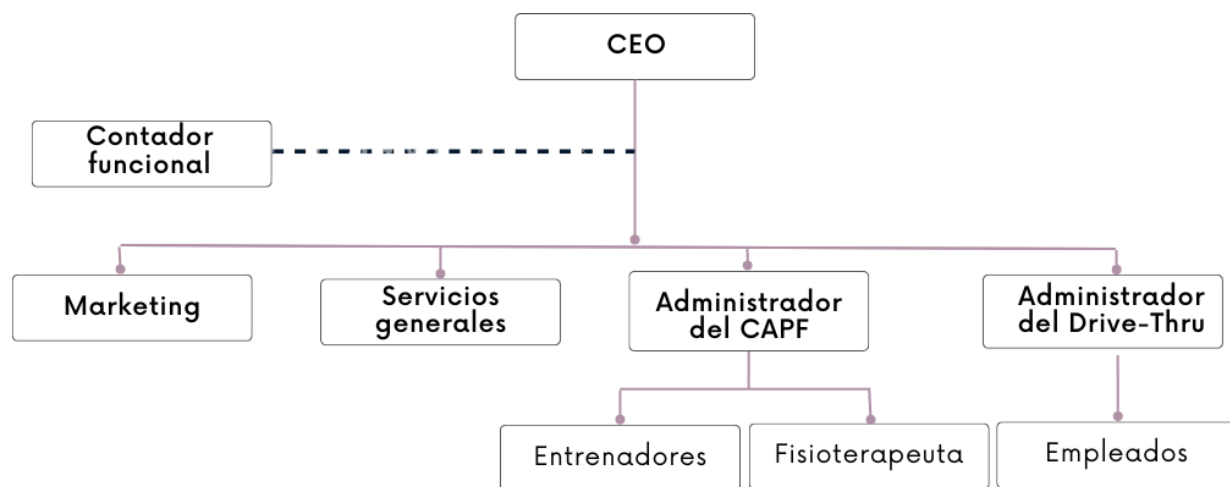 CEO
Contador
funcional
Marketing
Servicios
generales
Administrador
del CAPF
Administrador
del Drive-Thru
Entrenadores
Fisioterapeuta
Empleados